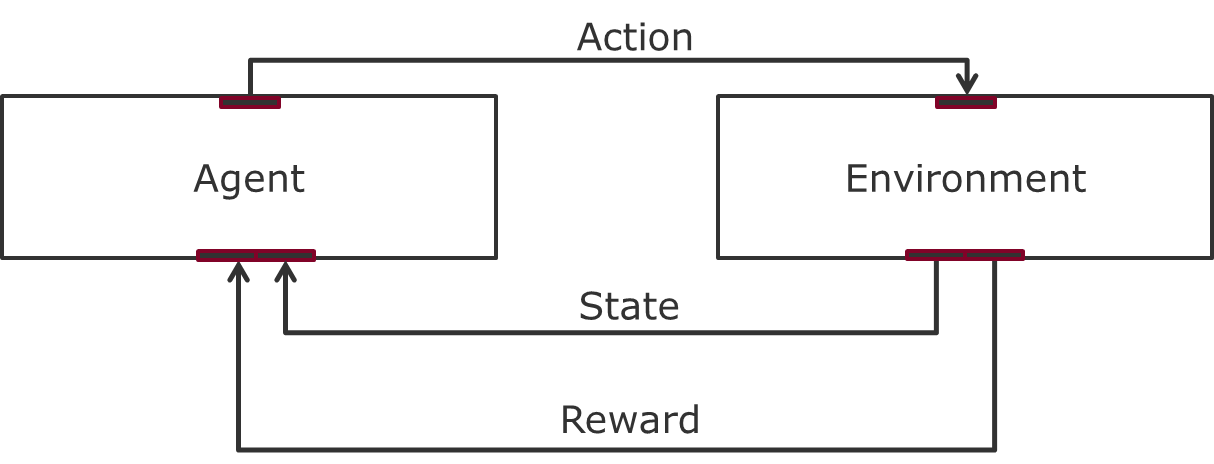 Action
Agent
Environment
State
Reward